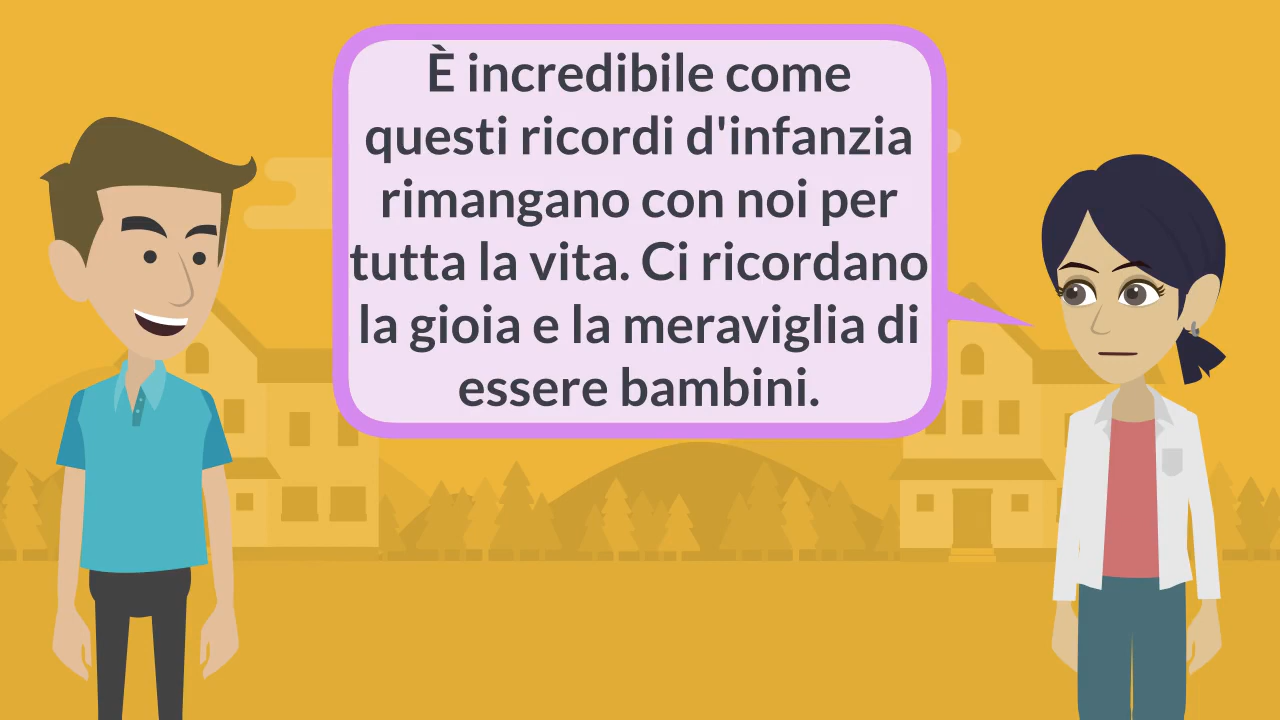 È incredibile come
questi ricordi d'infanzia
rimangano con noi per
tutta la vita. Ci ricordano
la gioia e la meraviglia di
essere bambini.